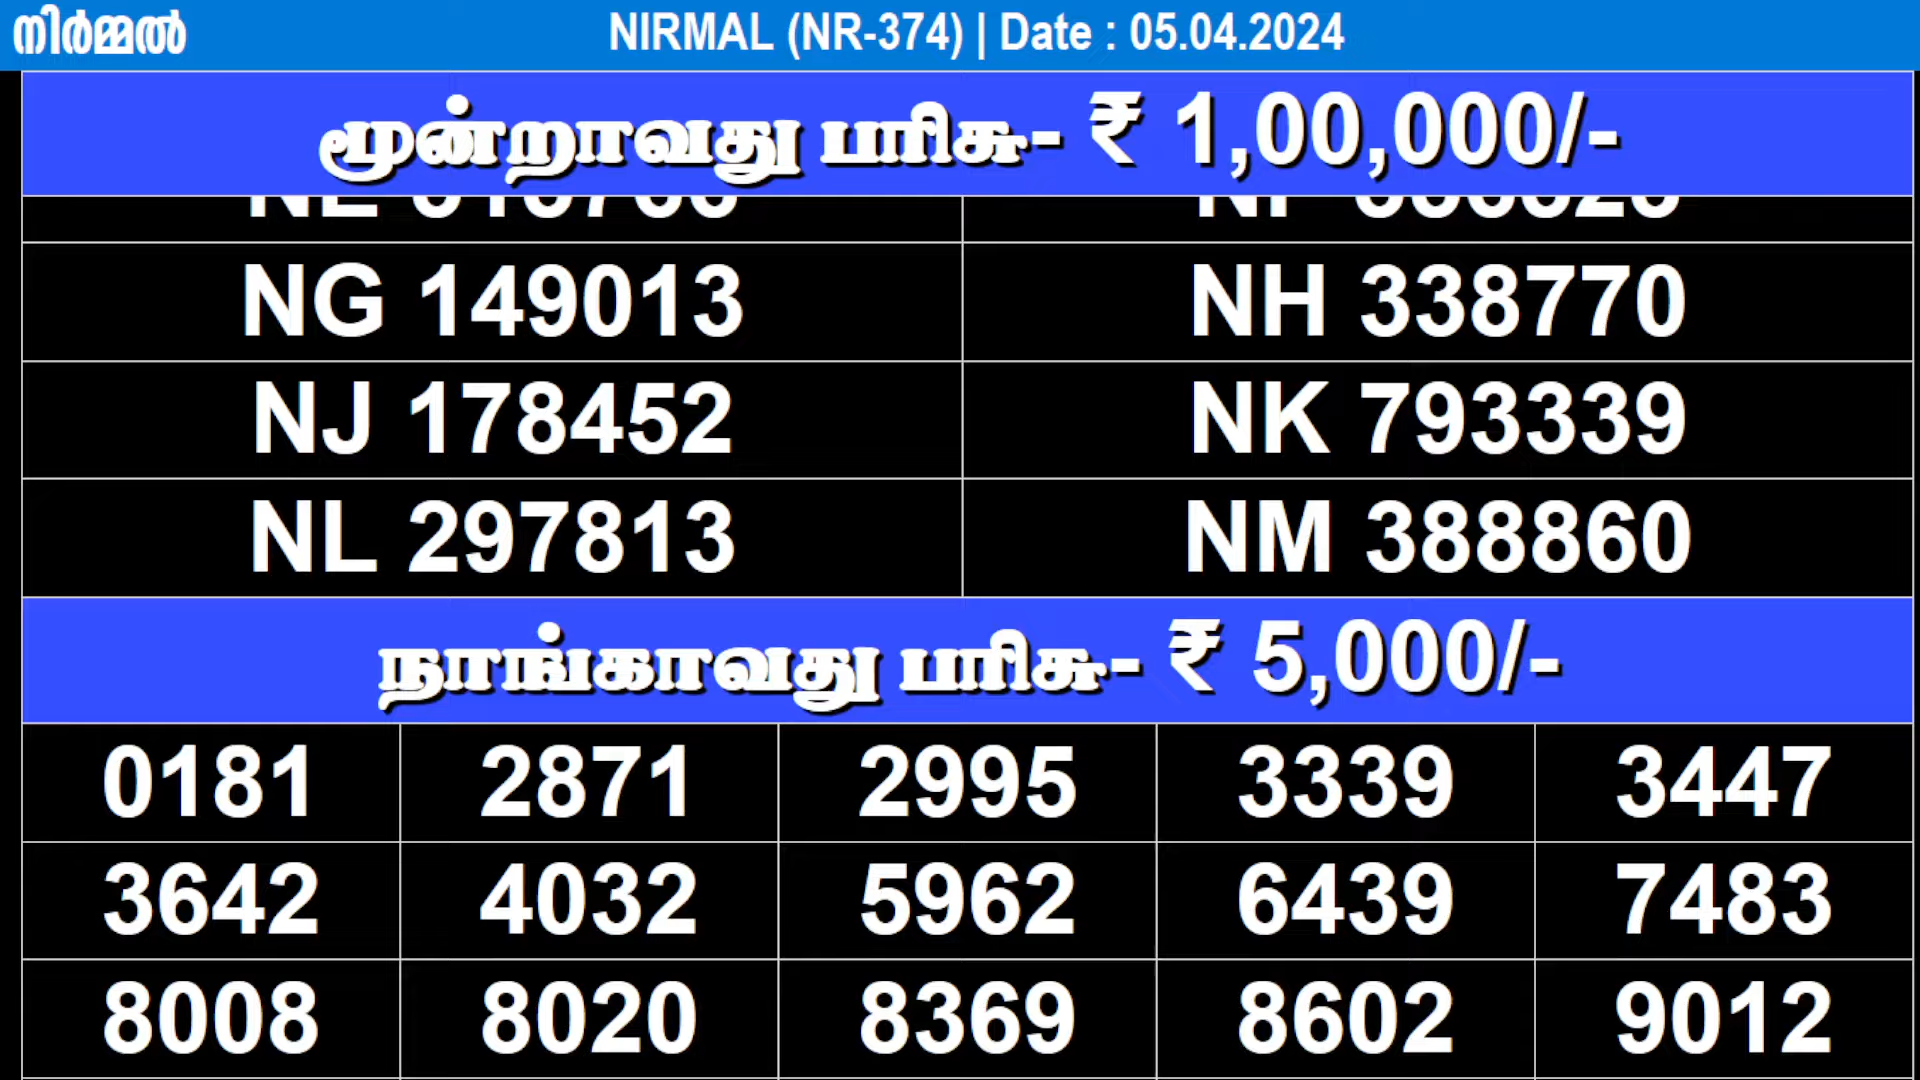 നിർമ്മൽ NIRMAL (NR-374) | Date : 05.04.2024
மூன்றாவது பரிசு- ₹ 1,00,000/-
NG 149013 NH 338770
NJ 178452 NK 793339
NL 297813 NM 388860
நாங்காவது பரிசு- ₹ 5,000/-
0181 2871 2995 3339 3447
3642 4032 5962 6439 7483
8008 8020 8369 8602 9012